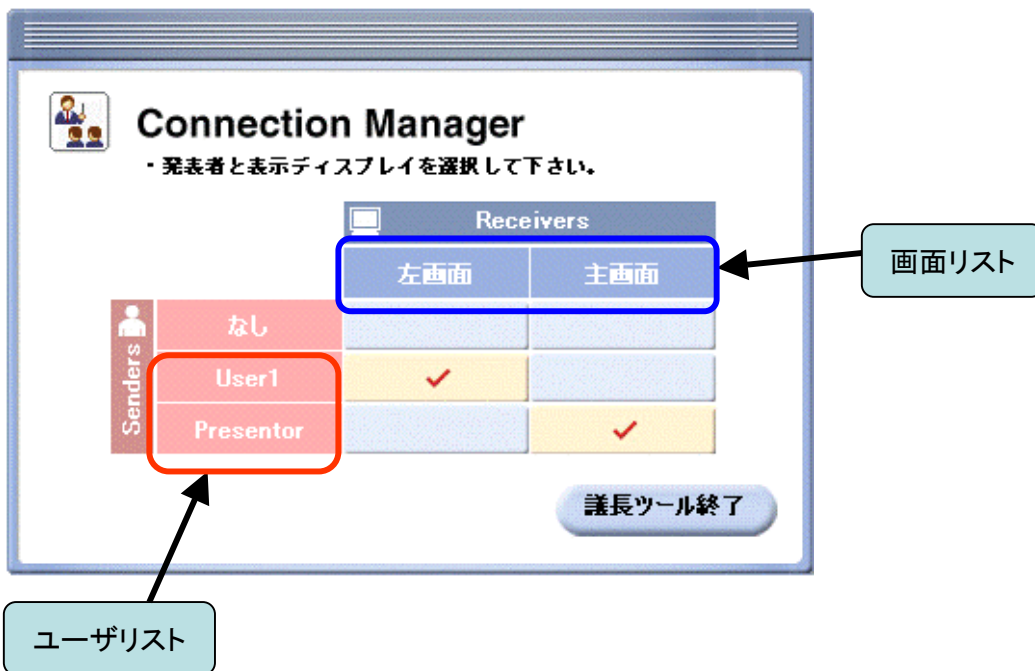 Connection Manager
・発表者と表示ディスプレイを選択して下さい。
Receivers
左画面 主画面
画面リスト
Senders
なし
User1
Presentor
議長ツール終了
ユーザリスト